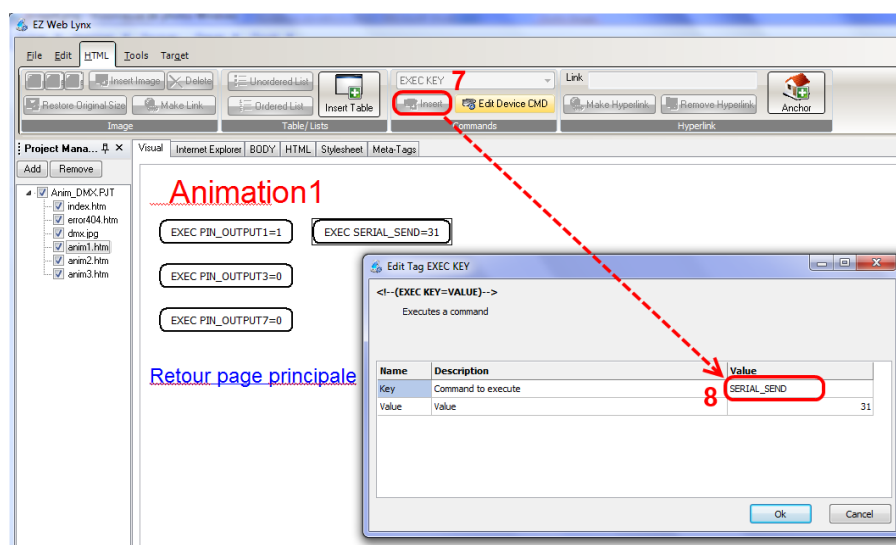 EZ Web Lynx
File Edit HTML Tools Target
Insert Image Delete Unordered List EXEC KEY 7 Link
Restore Original Size Make Link Ordered List Insert Table Insert Edit Device CMD Make Hyperlink Remove Hyperlink Anchor
Image Table/Lists Commands Hyperlink
Project Mana... Visual Internet Explorer BODY HTML Stylesheet Meta-Tags
Add Remove
Anim_DMX.PJT
index.htm
error404.htm
dmx.jpg
anim1.htm
anim2.htm
anim3.htm
Animation1
EXEC PIN_OUTPUT1=1 EXEC SERIAL_SEND=31
EXEC PIN_OUTPUT3=0
EXEC PIN_OUTPUT7=0
Retour page principale
Edit Tag EXEC KEY
<!--(EXEC KEY=VALUE)-->
Executes a command
Name Description Value
Key Command to execute 8 SERIAL_SEND
Value Value 31
Ok Cancel